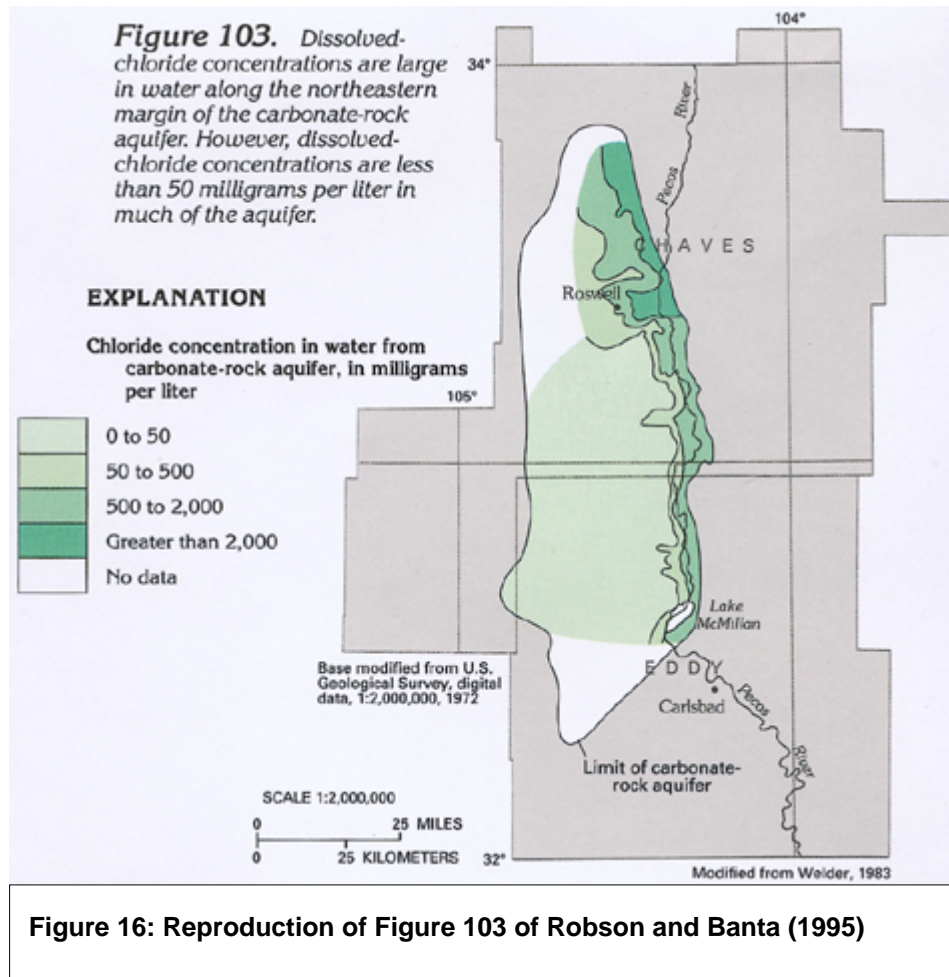 Figure 103. Dissolved-
chloride concentrations are large
in water along the northeastern
margin of the carbonate-rock
aquifer. However, dissolved-
chloride concentrations are less
than 50 milligrams per liter in
much of the aquifer.
EXPLANATION
Chloride concentration in water from
carbonate-rock aquifer, in milligrams
per liter
0 to 50
50 to 500
500 to 2,000
Greater than 2,000
No data
104°
34°
Pecos River
CHAVES
Roswell
105°
Lake
McMillan
EDDY
Carlsbad
Pecos
River
Base modified from U.S.
Geological Survey, digital
data, 1:2,000,000, 1972
Limit of carbonate-
rock aquifer
SCALE 1:2,000,000
0 25 MILES
0 25 KILOMETERS
32°
Modified from Welder, 1983
Figure 16: Reproduction of Figure 103 of Robson and Banta (1995)